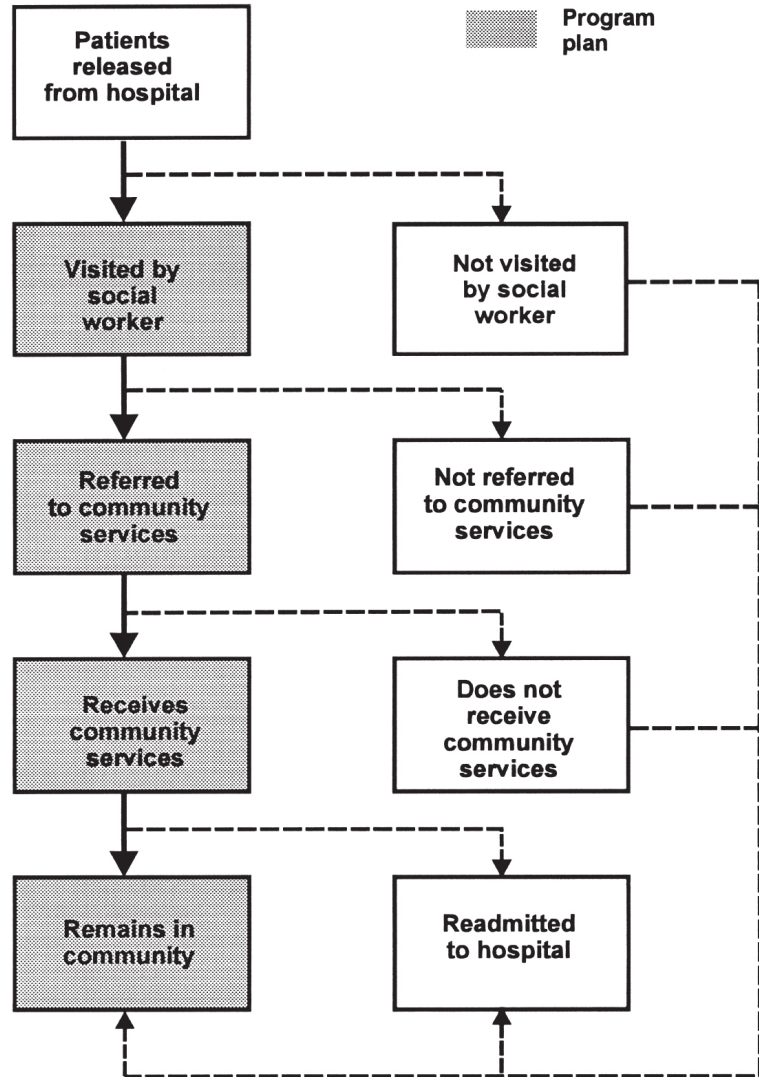 Patients
released
from hospital
Program
plan
Visited by
social
worker
Not visited
by social
worker
Referred
to community
services
Not referred
to community
services
Receives
community
services
Does not
receive
community
services
Remains in
community
Readmitted
to hospital